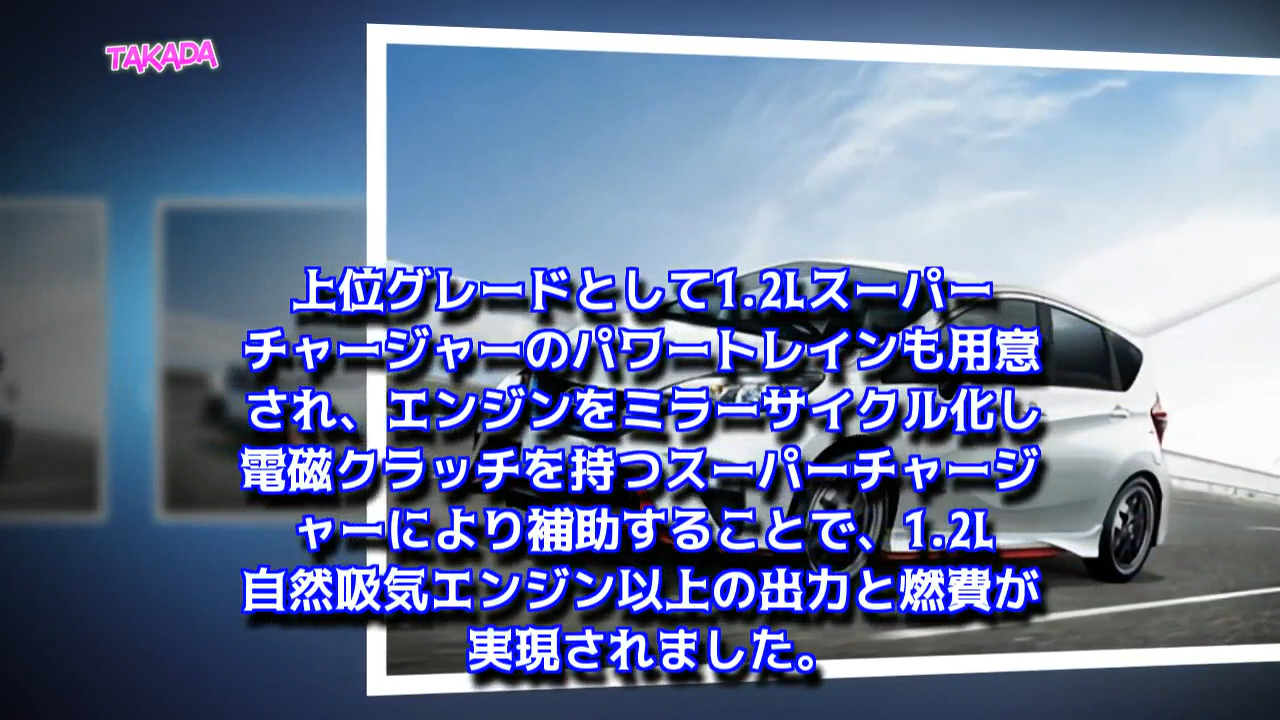 TAKADA
上位グレードとして1.2Lスーパー
チャージャーのパワートレインも用意
され、エンジンをミラーサイクル化し
電磁クラッチを持つスーパーチャージ
ャーにより補助することで、1.2L
自然吸気エンジン以上の出力と燃費が
実現されました。